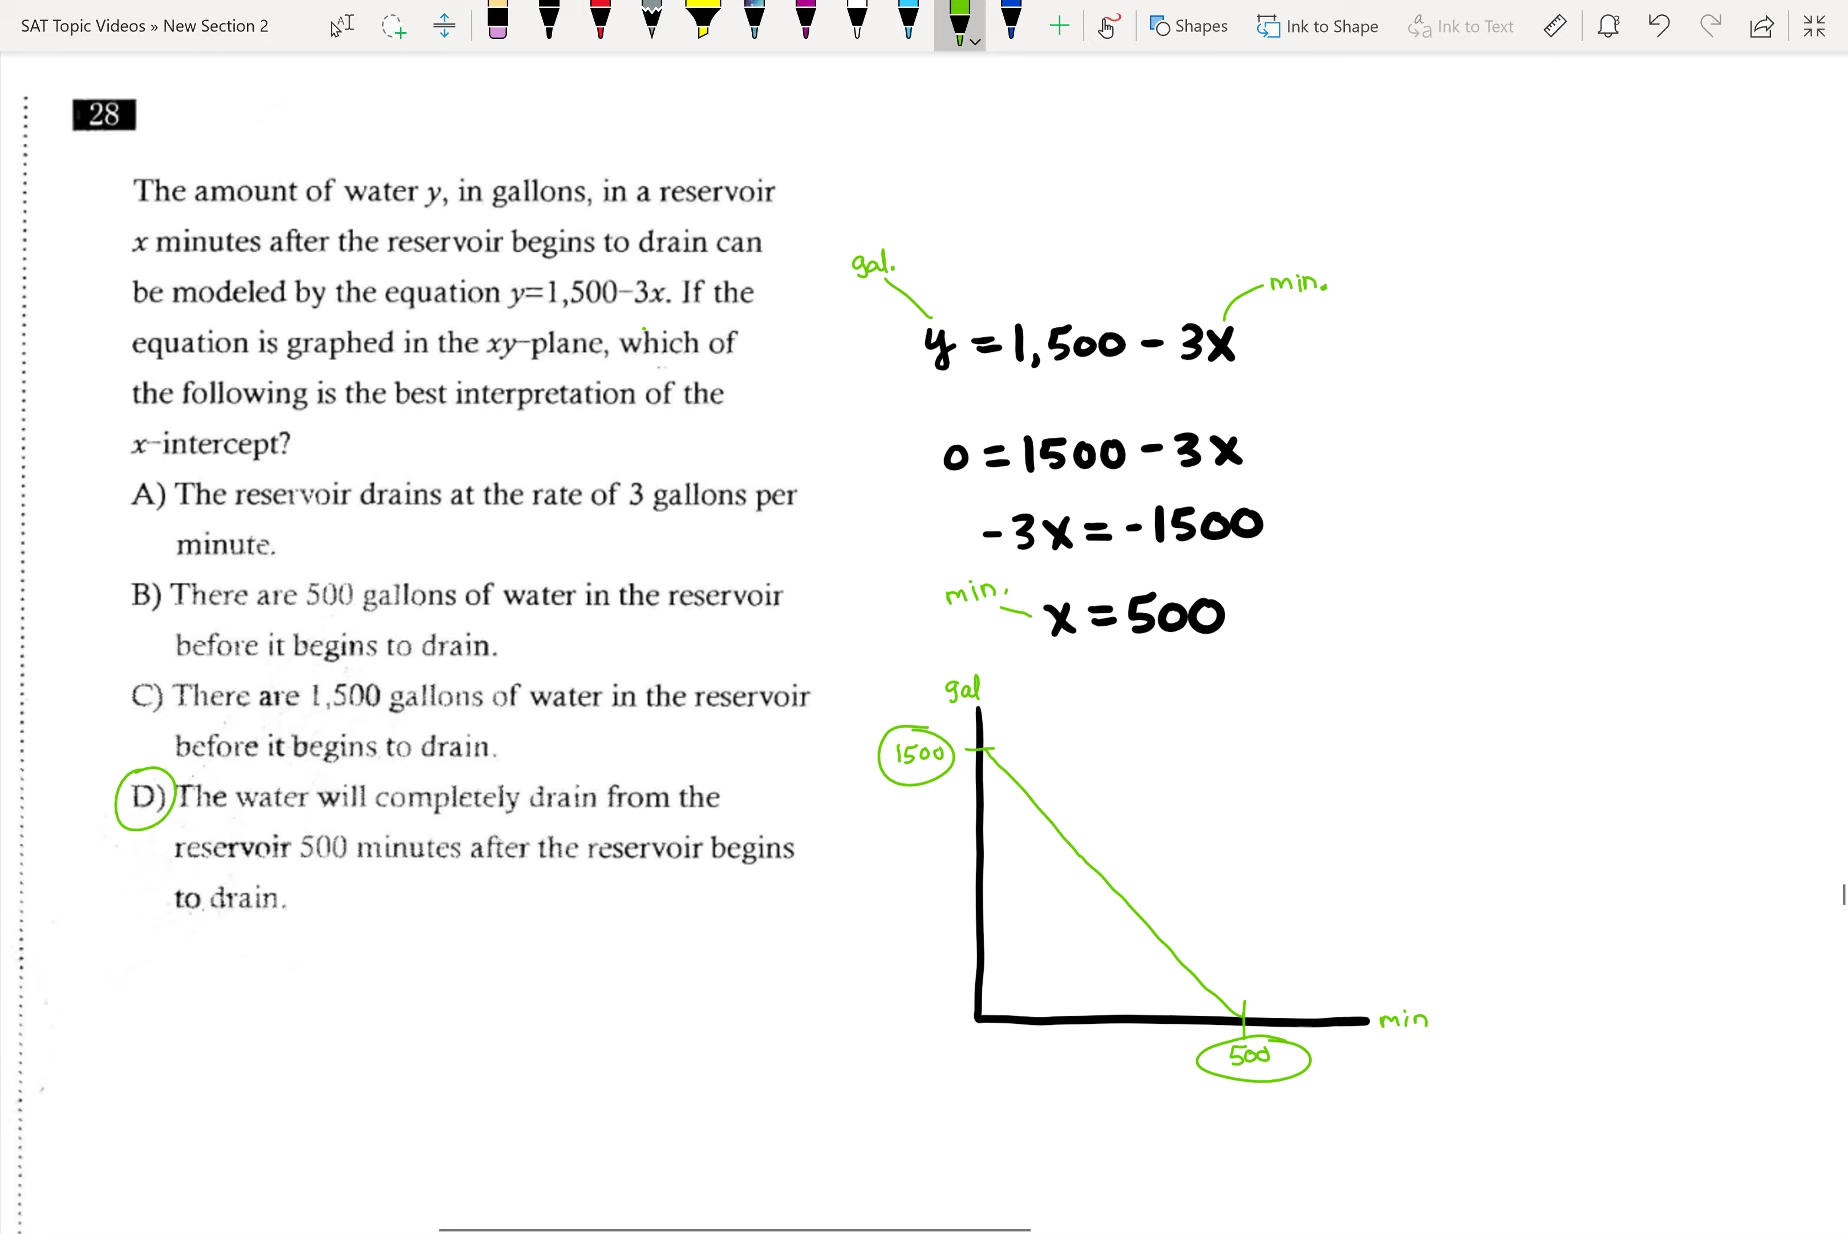 SAT Topic Videos » New Section 2
Shapes
Ink to Shape
Ink to Text
28
The amount of water y, in gallons, in a reservoir
x minutes after the reservoir begins to drain can
be modeled by the equation y=1,500−3x. If the
equation is graphed in the xy-plane, which of
the following is the best interpretation of the
x-intercept?
A) The reservoir drains at the rate of 3 gallons per
minute.
B) There are 500 gallons of water in the reservoir
before it begins to drain.
C) There are 1,500 gallons of water in the reservoir
before it begins to drain.
D) The water will completely drain from the
reservoir 500 minutes after the reservoir begins
to drain.
gal.
min.
y = 1,500 - 3x
0 = 1500 - 3x
-3x = -1500
min.
x = 500
gal
1500
min
500